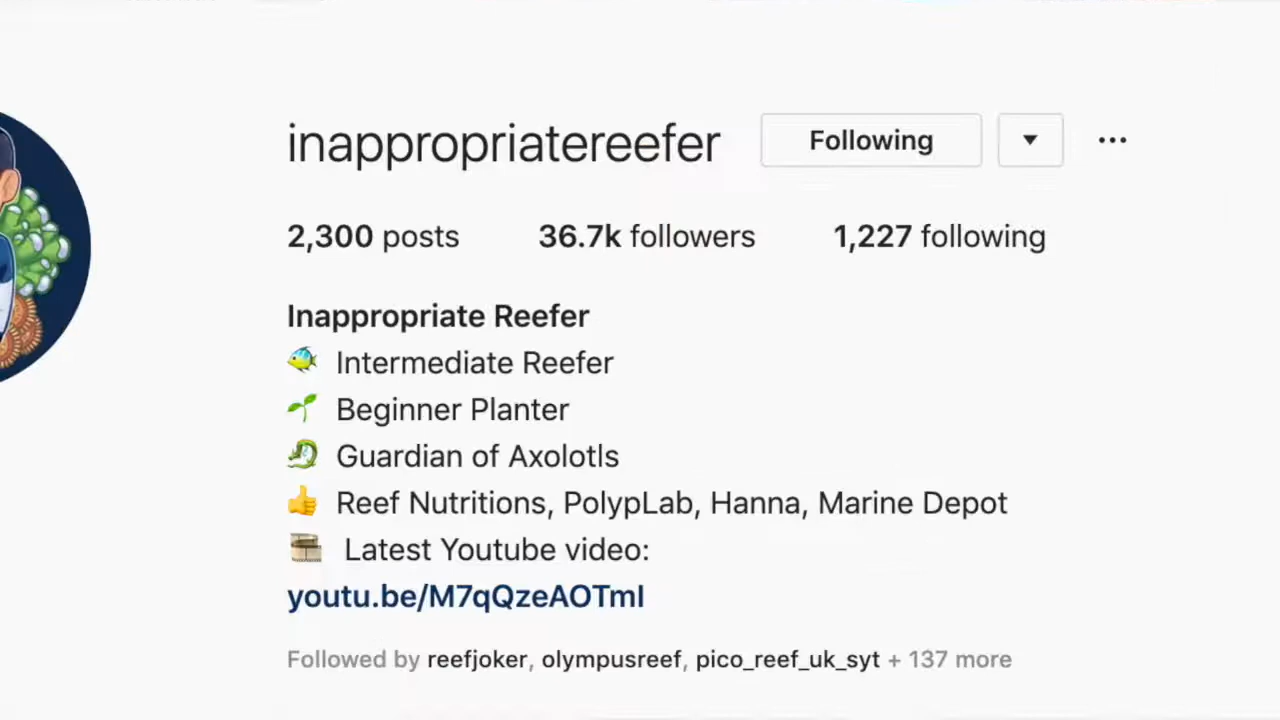 inappropriatereefer Following
2,300 posts 36.7k followers 1,227 following
Inappropriate Reefer
Intermediate Reefer
Beginner Planter
Guardian of Axolotls
Reef Nutritions, PolypLab, Hanna, Marine Depot
Latest Youtube video:
youtu.be/M7qQzeAOTmI
Followed by reefjoker, olympusreef, pico_reef_uk_syt + 137 more